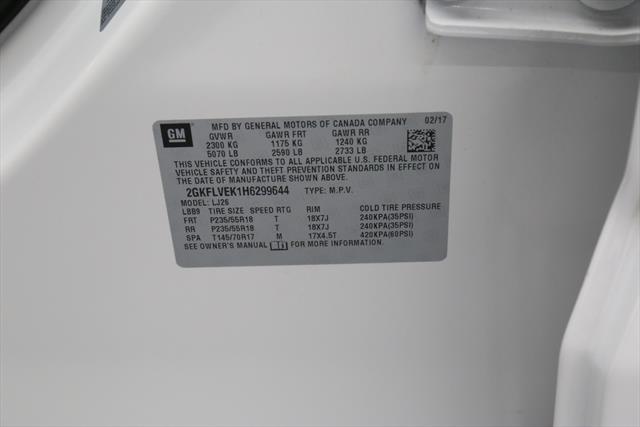 GM
MFD BY GENERAL MOTORS OF CANADA COMPANY 02/17
GVWR GAWR FRT GAWR RR
2300 KG 1175 KG 1240 KG
5070 LB 2590 LB 2733 LB
THIS VEHICLE CONFORMS TO ALL APPLICABLE U.S. FEDERAL MOTOR
VEHICLE SAFETY AND THEFT PREVENTION STANDARDS IN EFFECT ON
THE DATE OF MANUFACTURE SHOWN ABOVE.
2GKFLVEK1H6299644 TYPE: M.P.V.
MODEL: LJ26
LBB9 TIRE SIZE SPEED RTG RIM COLD TIRE PRESSURE
FRT P235/55R18 T 18X7J 240KPA(35PSI)
RR P235/55R18 T 18X7J 240KPA(35PSI)
SPA T145/70R17 M 17X4.5T 420KPA(60PSI)
SEE OWNER'S MANUAL FOR ADDITIONAL INFORMATION